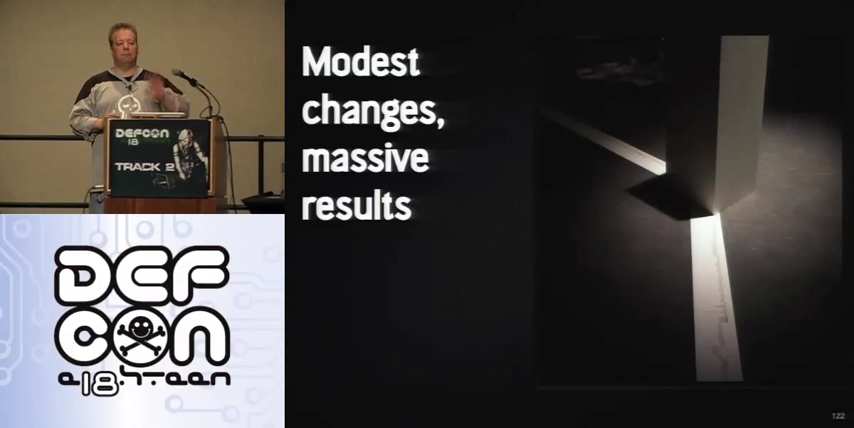 DEFCON
18
TRACK 2
DEF
CON
e18hteen
Modest
changes,
massive
results
122